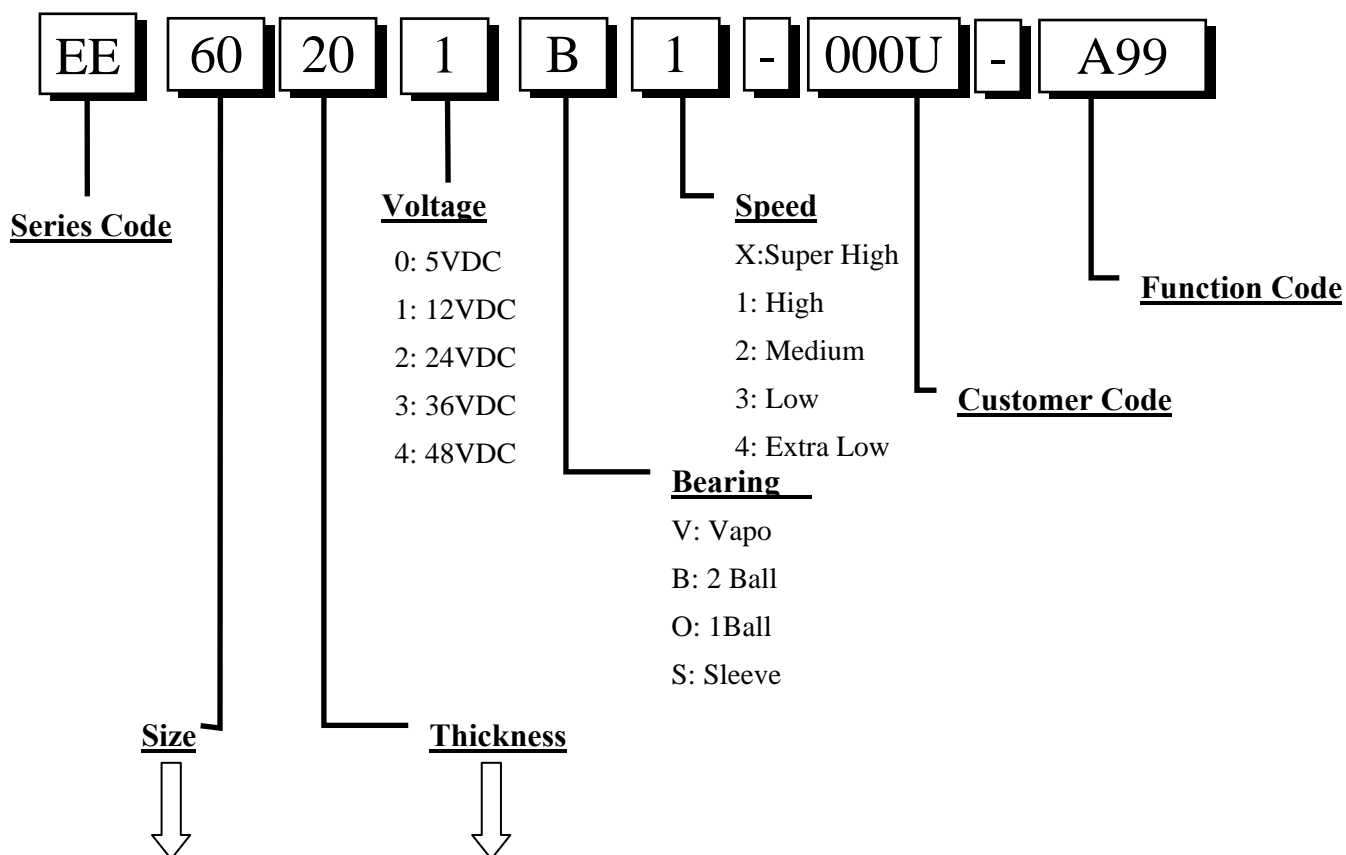 EE 60 20 1 B 1 - 000U - A99
Series Code
Voltage
0: 5VDC
1: 12VDC
2: 24VDC
3: 36VDC
4: 48VDC
Speed
X:Super High
1: High
2: Medium
3: Low
4: Extra Low
Function Code
Customer Code
Bearing
V: Vapo
B: 2 Ball
O: 1Ball
S: Sleeve
Size
Thickness